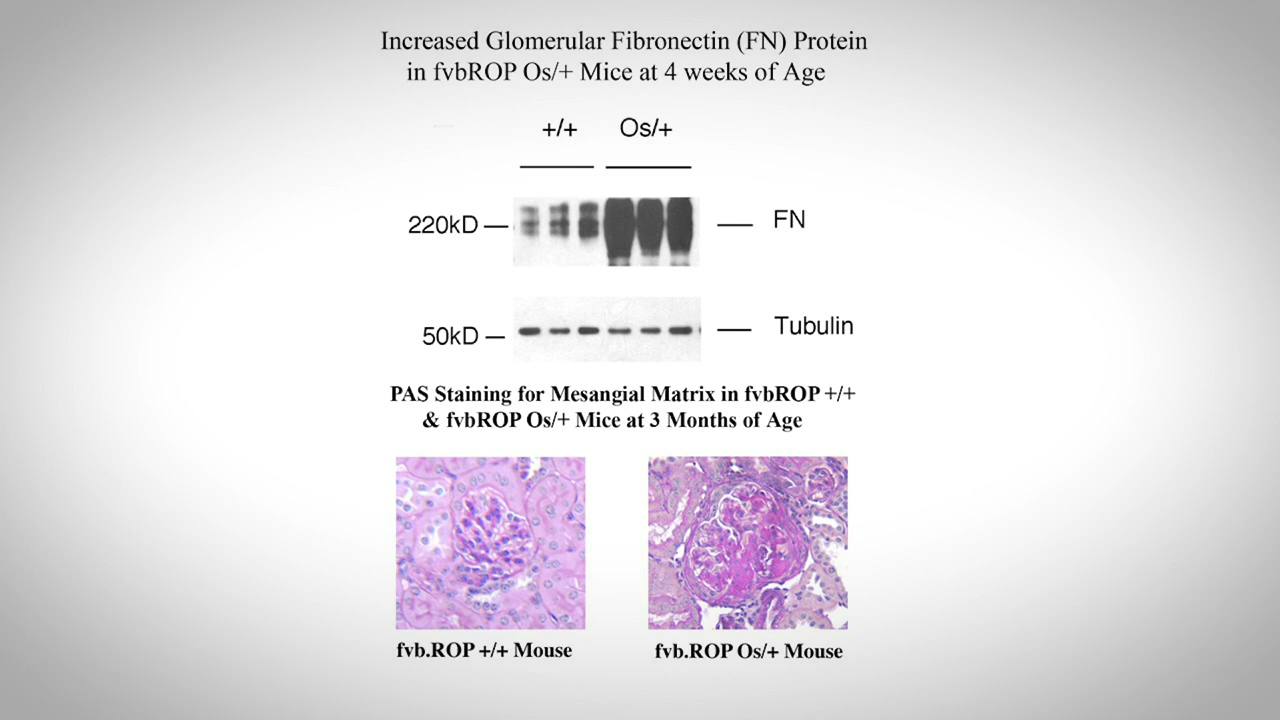 Increased Glomerular Fibronectin (FN) Protein
in fvbROP Os/+ Mice at 4 weeks of Age
+/+ Os/+
220kD FN
50kD Tubulin
PAS Staining for Mesangial Matrix in fvbROP +/+
& fvbROP Os/+ Mice at 3 Months of Age
fvb.ROP +/+ Mouse fvb.ROP Os/+ Mouse